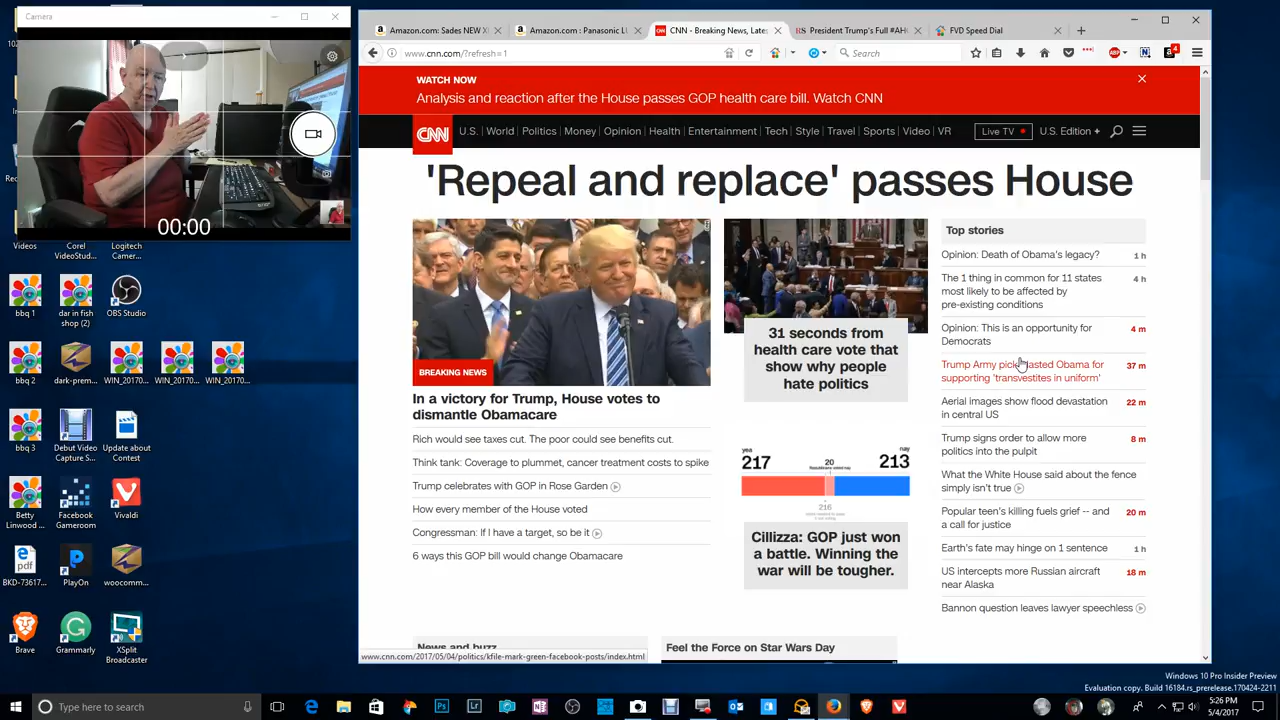 Camera
00:00
Videos
Corel
VideoStud...
Logitech
Camer...
bbq 1
dar in fish
shop (2)
OBS Studio
bbq 2
dark-prem...
WIN_20170...
WIN_20170...
WIN_20170...
bbq 3
Debut Video
Capture S...
Update about
Contest
Betty
Linwood ...
Facebook
Gameroom
Vivaldi
BKD-73617...
PlayOn
woocomm...
Brave
Grammarly
XSplit
Broadcaster
Amazon.com: Sades NEW X
Amazon.com : Panasonic L
CNN - Breaking News, Lates
President Trump's Full #AH
FVD Speed Dial
www.cnn.com/?refresh=1
Search
WATCH NOW
Analysis and reaction after the House passes GOP health care bill. Watch CNN
CNN
U.S. World Politics Money Opinion Health Entertainment Tech Style Travel Sports Video VR
Live TV
U.S. Edition +
'Repeal and replace' passes House
BREAKING NEWS
In a victory for Trump, House votes to
dismantle Obamacare
Rich would see taxes cut. The poor could see benefits cut.
Think tank: Coverage to plummet, cancer treatment costs to spike
Trump celebrates with GOP in Rose Garden
How every member of the House voted
Congressman: If I have a target, so be it
6 ways this GOP bill would change Obamacare
31 seconds from
health care vote that
show why people
hate politics
yea
217
20
nay
213
216
Cillizza: GOP just won
a battle. Winning the
war will be tougher.
Top stories
Opinion: Death of Obama's legacy? 1 h
The 1 thing in common for 11 states 4 h
most likely to be affected by
pre-existing conditions
Opinion: This is an opportunity for 4 m
Democrats
Trump Army pick blasted Obama for 37 m
supporting 'transvestites in uniform'
Aerial images show flood devastation 22 m
in central US
Trump signs order to allow more 8 m
politics into the pulpit
What the White House said about the fence
simply isn't true
Popular teen's killing fuels grief -- and 20 m
a call for justice
Earth's fate may hinge on 1 sentence 1 h
US intercepts more Russian aircraft 18 m
near Alaska
Bannon question leaves lawyer speechless
News and buzz
Feel the Force on Star Wars Day
www.cnn.com/2017/05/04/politics/kfile-mark-green-facebook-posts/index.html
Windows 10 Pro Insider Preview
Evaluation copy. Build 16184.rs_prerelease.170424-2211
Type here to search
5:26 PM
5/4/2017